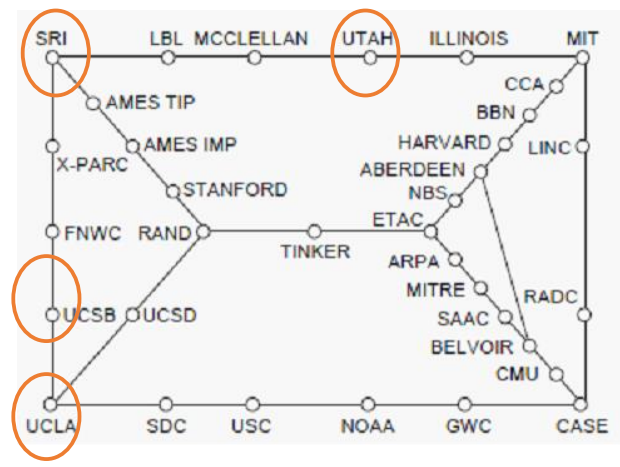 SRI LBL MCCLELLAN UTAH ILLINOIS MIT
CCA
AMES TIP BBN
AMES IMP HARVARD LINC
X-PARC ABERDEEN
STANFORD NBS
FNWC RAND TINKER ETAC
ARPA
MITRE RADC
UCSB UCSD SAAC
BELVOIR
CMU
UCLA SDC USC NOAA GWC CASE